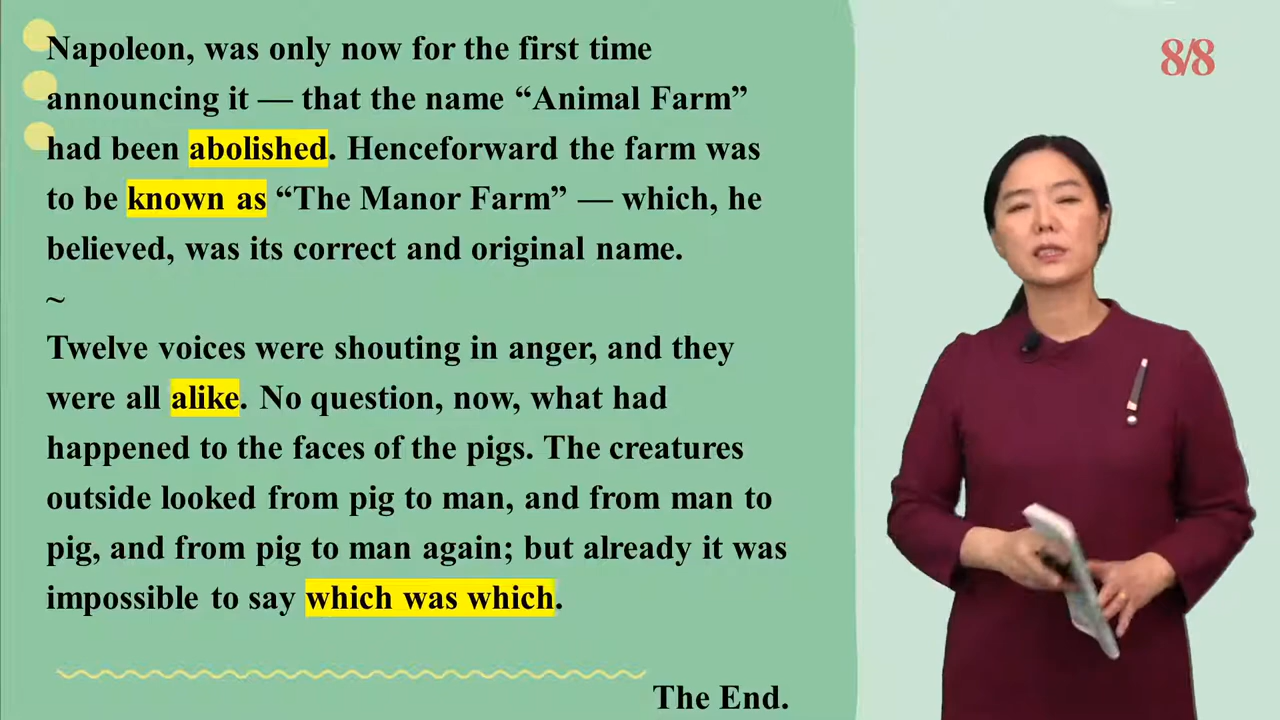 8/8
Napoleon, was only now for the first time
announcing it — that the name “Animal Farm”
had been abolished. Henceforward the farm was
to be known as “The Manor Farm” — which, he
believed, was its correct and original name.
~
Twelve voices were shouting in anger, and they
were all alike. No question, now, what had
happened to the faces of the pigs. The creatures
outside looked from pig to man, and from man to
pig, and from pig to man again; but already it was
impossible to say which was which.
The End.